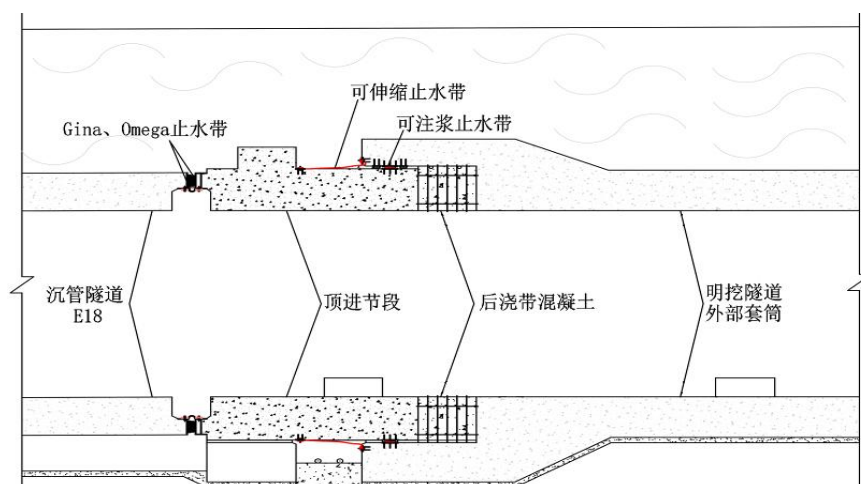 可伸缩止水带
Gina、Omega止水带
可注浆止水带
沉管隧道
E18
顶进节段
后浇带混凝土
明挖隧道
外部套筒